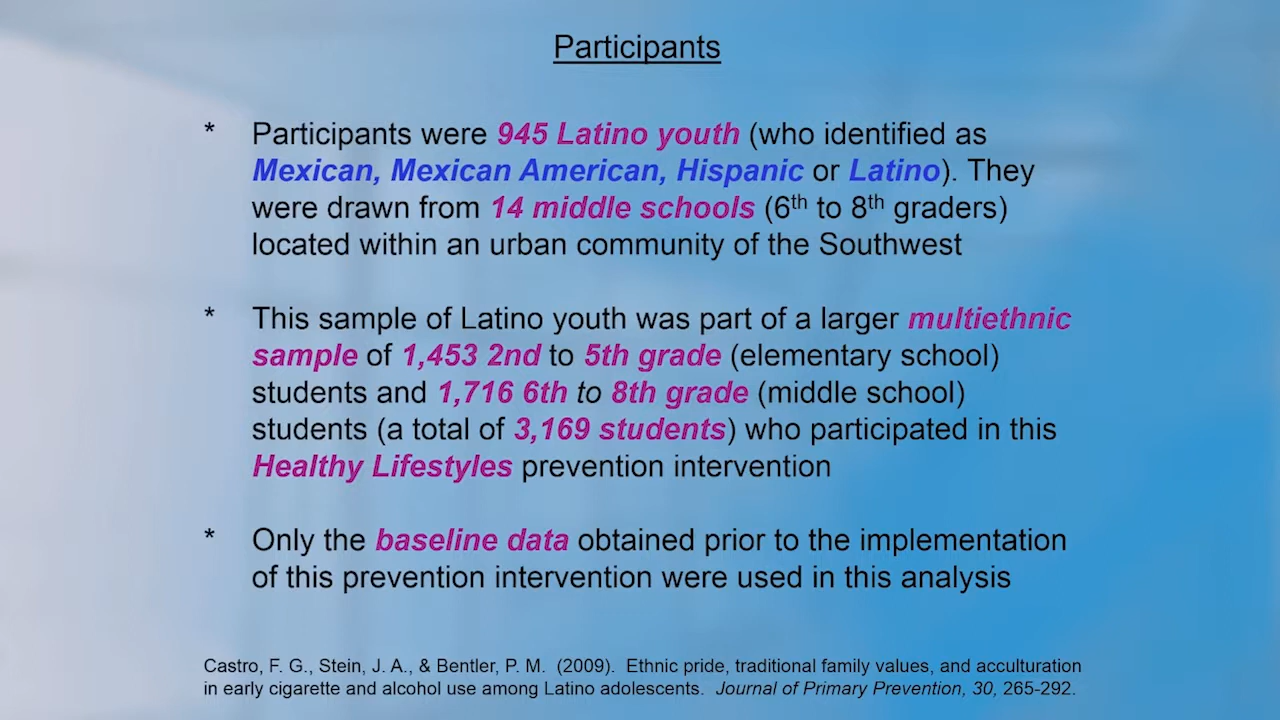 Participants
* Participants were 945 Latino youth (who identified as
Mexican, Mexican American, Hispanic or Latino). They
were drawn from 14 middle schools (6th to 8th graders)
located within an urban community of the Southwest
* This sample of Latino youth was part of a larger multiethnic
sample of 1,453 2nd to 5th grade (elementary school)
students and 1,716 6th to 8th grade (middle school)
students (a total of 3,169 students) who participated in this
Healthy Lifestyles prevention intervention
* Only the baseline data obtained prior to the implementation
of this prevention intervention were used in this analysis
Castro, F. G., Stein, J. A., & Bentler, P. M. (2009). Ethnic pride, traditional family values, and acculturation
in early cigarette and alcohol use among Latino adolescents. Journal of Primary Prevention, 30, 265-292.